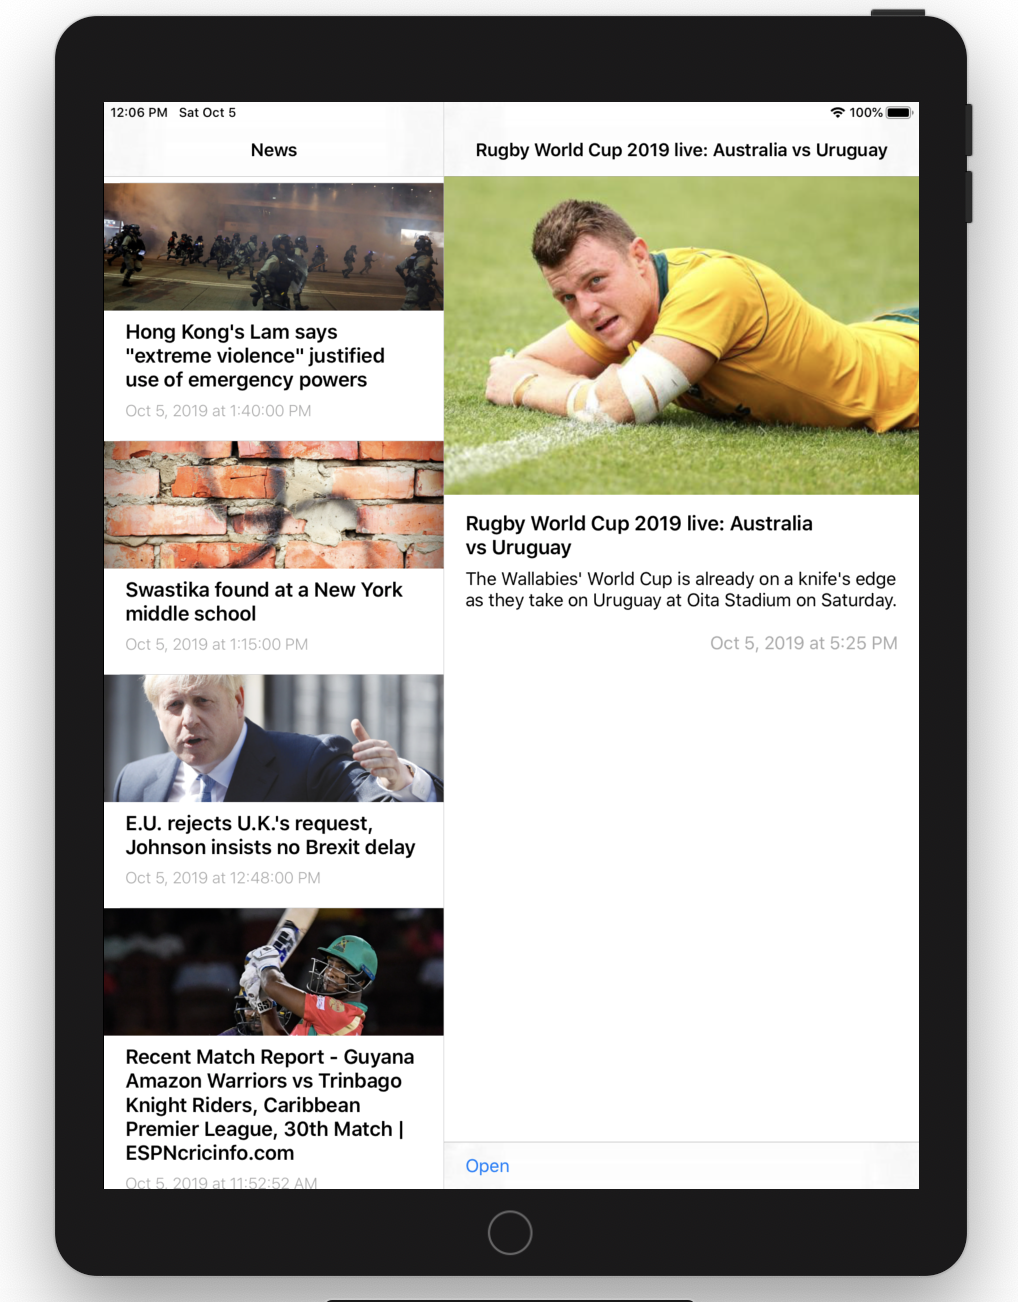 12:06 PM Sat Oct 5
100%
News
Hong Kong's Lam says
"extreme violence" justified
use of emergency powers
Oct 5, 2019 at 1:40:00 PM
Swastika found at a New York
middle school
Oct 5, 2019 at 1:15:00 PM
E.U. rejects U.K.'s request,
Johnson insists no Brexit delay
Oct 5, 2019 at 12:48:00 PM
Recent Match Report - Guyana
Amazon Warriors vs Trinbago
Knight Riders, Caribbean
Premier League, 30th Match |
ESPNcricinfo.com
Oct 5, 2019 at 11:52:52 AM
Rugby World Cup 2019 live: Australia vs Uruguay
Rugby World Cup 2019 live: Australia
vs Uruguay
The Wallabies' World Cup is already on a knife's edge
as they take on Uruguay at Oita Stadium on Saturday.
Oct 5, 2019 at 5:25 PM
Open